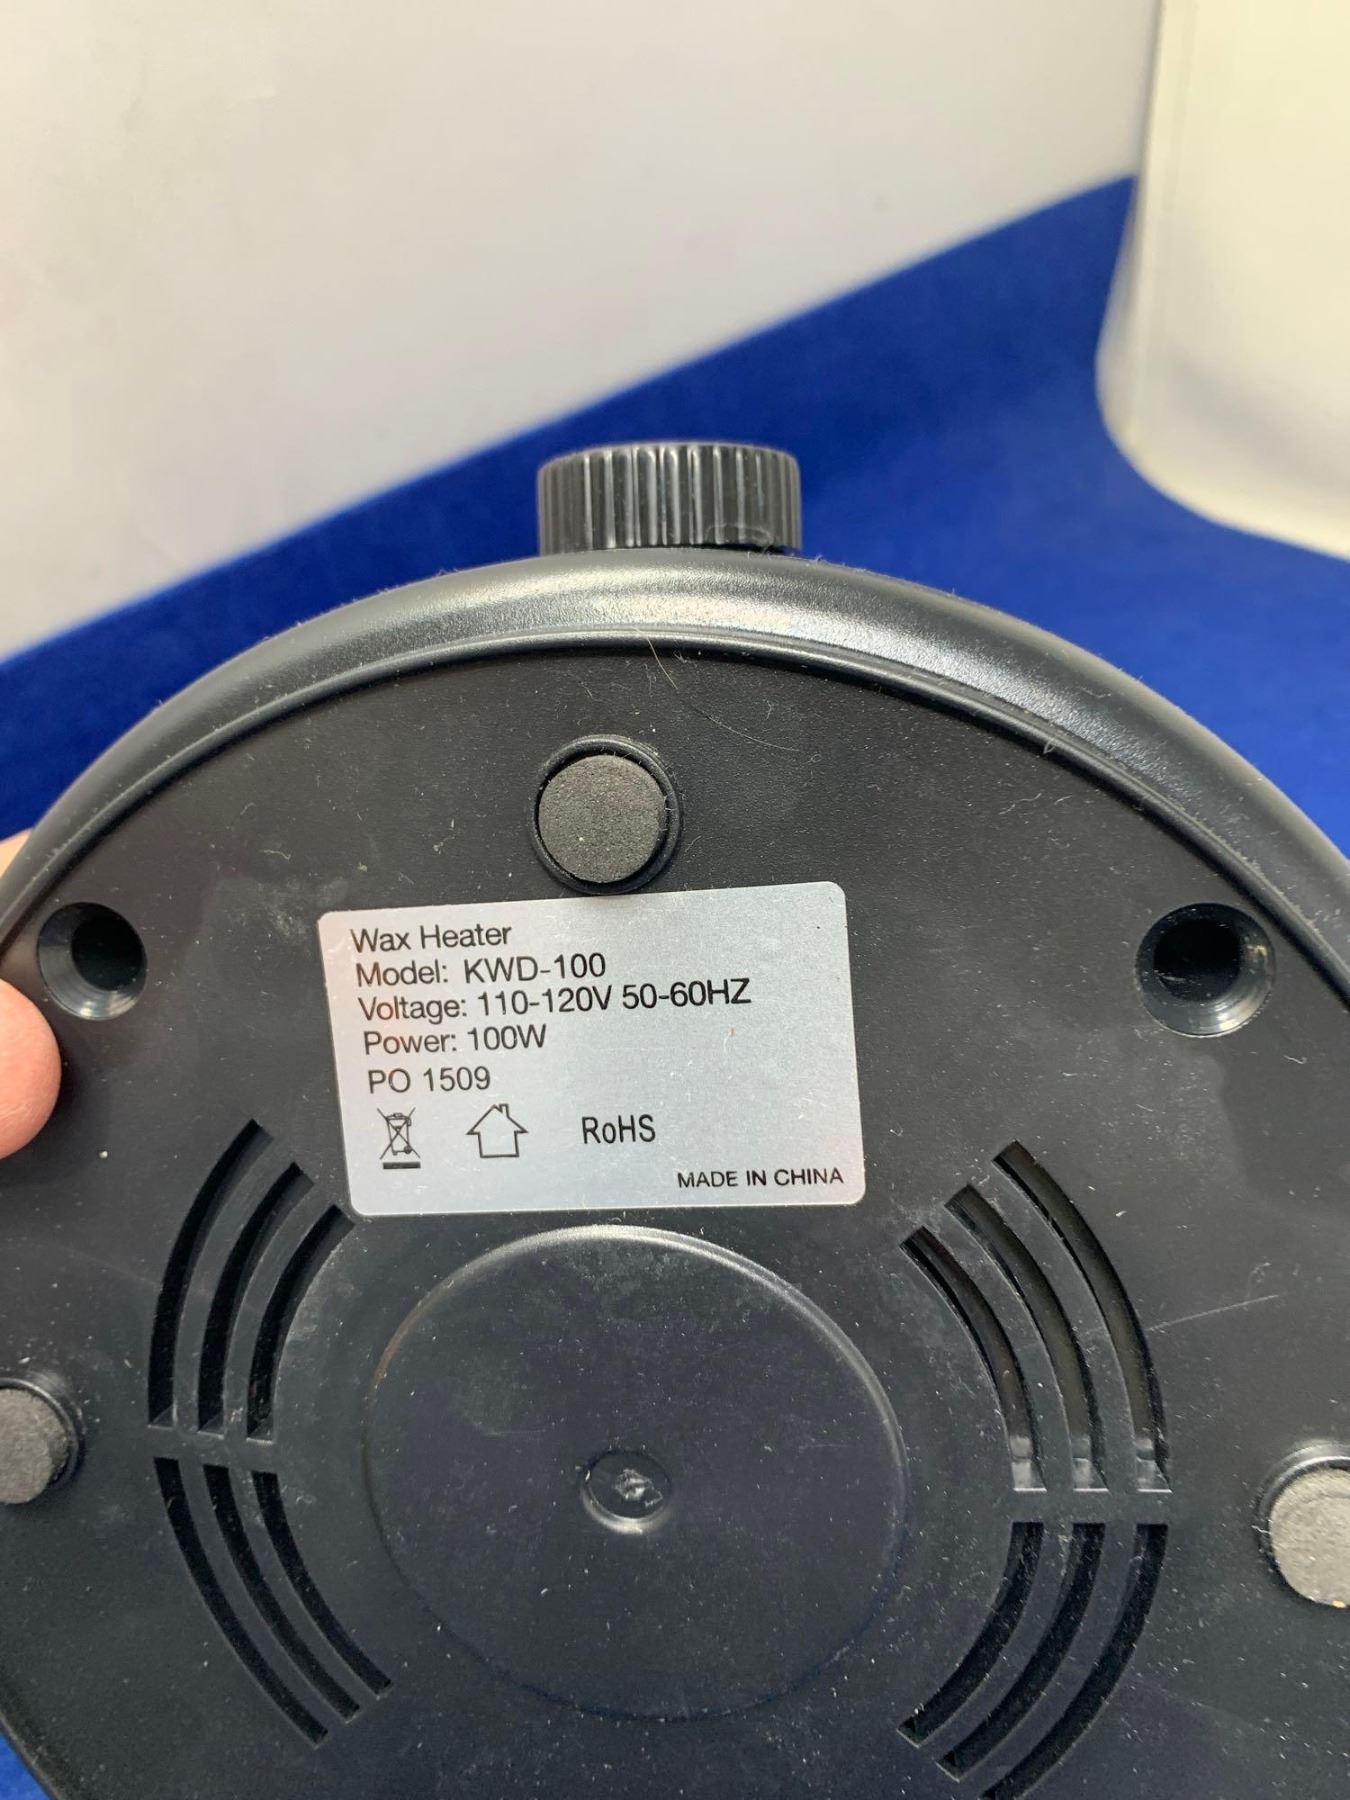 Wax Heater
Model: KWD-100
Voltage: 110-120V 50-60HZ
Power: 100W
PO 1509
RoHS
MADE IN CHINA